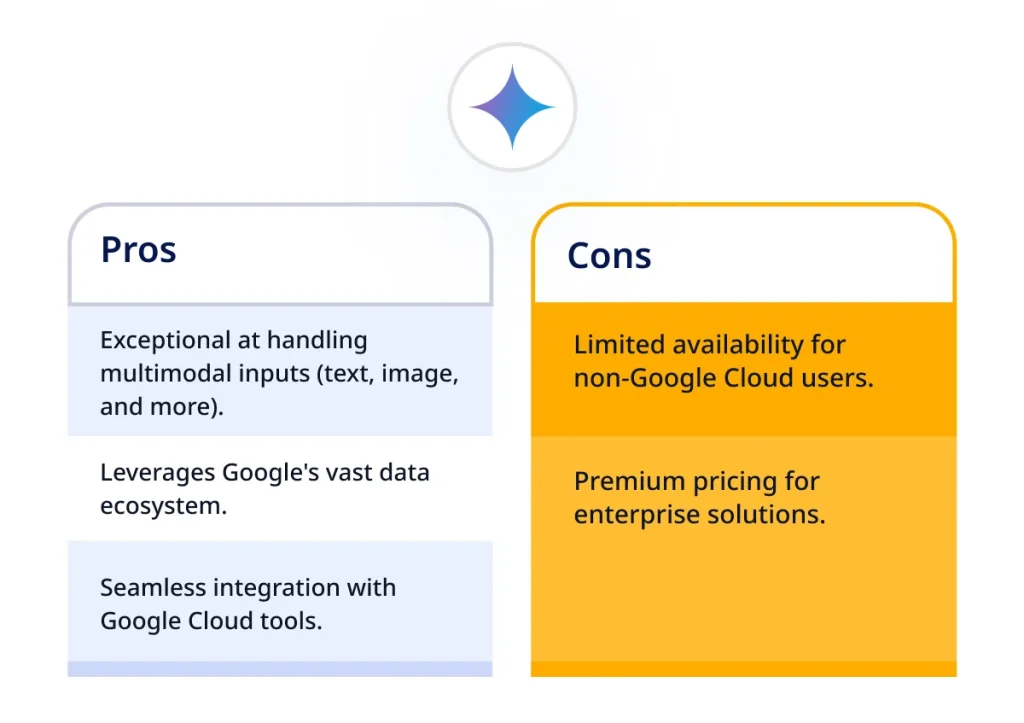 Pros
Exceptional at handling
multimodal inputs (text, image,
and more).
Leverages Google's vast data
ecosystem.
Seamless integration with
Google Cloud tools.
Cons
Limited availability for
non-Google Cloud users.
Premium pricing for
enterprise solutions.